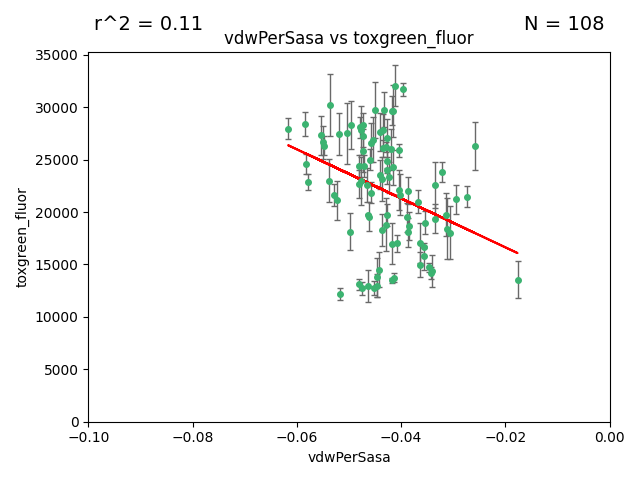 r^2 = 0.11
N = 108
vdwPerSasa vs toxgreen_fluor
35000
30000
25000
20000
15000
10000
5000
0
toxgreen_fluor
−0.10
−0.08
−0.06
−0.04
−0.02
0.00
vdwPerSasa